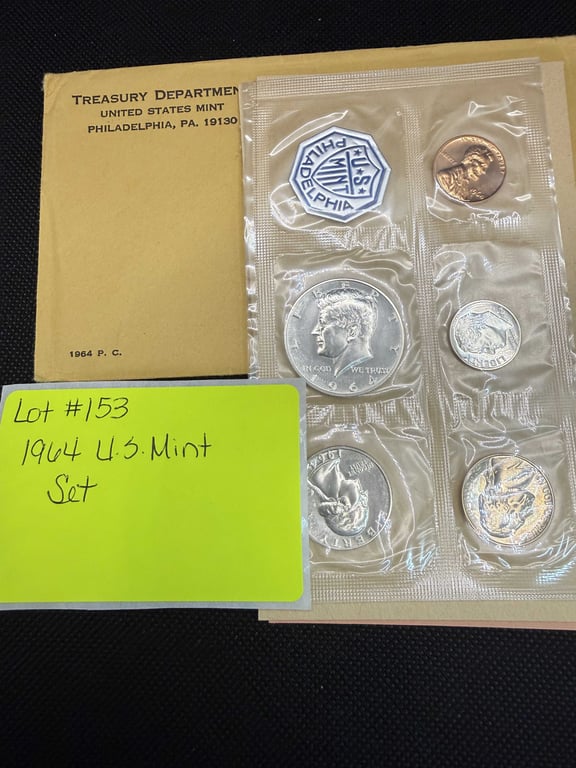 TREASURY DEPARTMEN
UNITED STATES MINT
PHILADELPHIA, PA. 19130
1964 P. C.
U.S.
MINT
PHILADELPHIA
LIBERTY
IN GOD WE TRUST
1964
LIBERTY
Lot #153
1964 U.S. Mint
Set